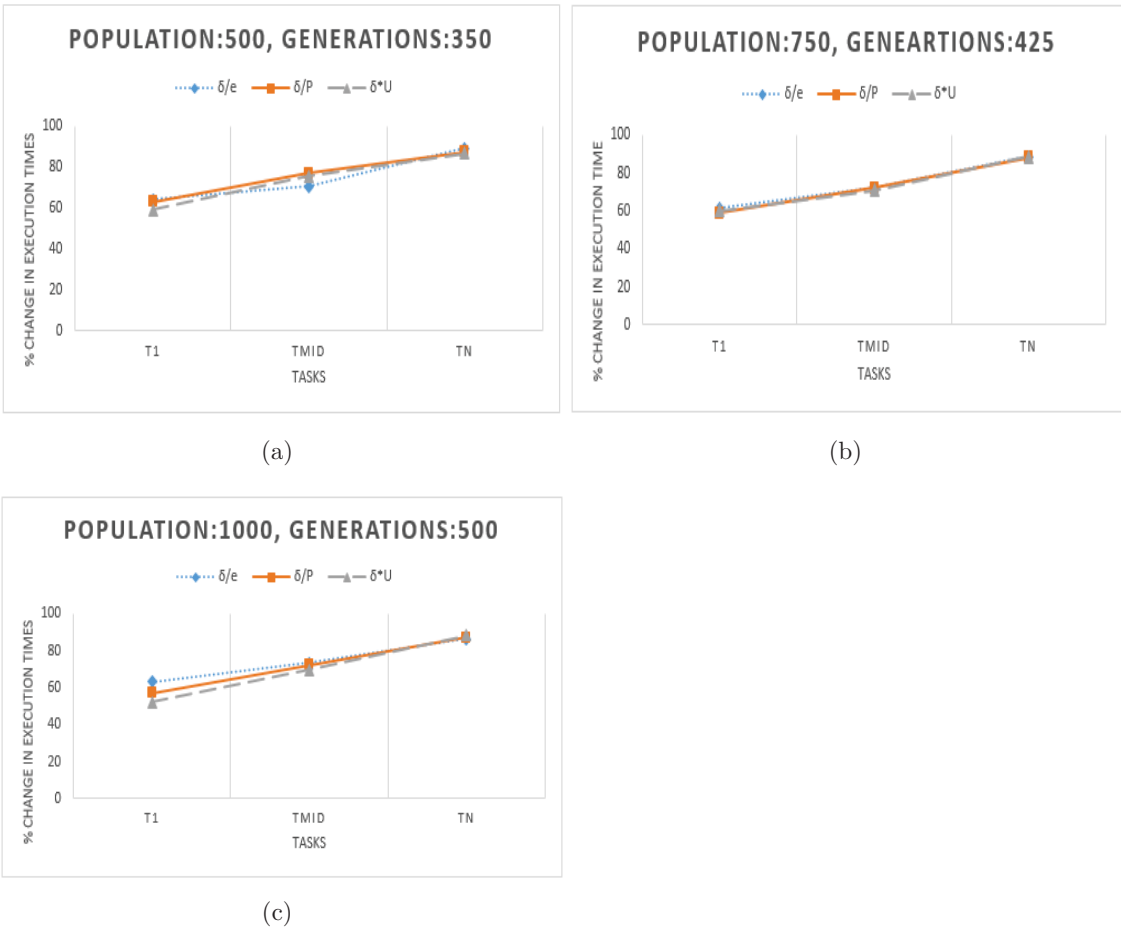 POPULATION:500, GENERATIONS:350
δ/e δ/P δ*U
% CHANGE IN EXECUTION TIMES
100
80
60
40
20
0
T1 TMID TN
TASKS
(a)
POPULATION:750, GENEARTIONS:425
δ/e δ/P δ*U
% CHANGE IN EXECUTION TIME
100
80
60
40
20
0
T1 TMID TN
TASKS
(b)
POPULATION:1000, GENERATIONS:500
δ/e δ/P δ*U
% CHANGE IN EXECUTION TIMES
100
80
60
40
20
0
T1 TMID TN
TASKS
(c)